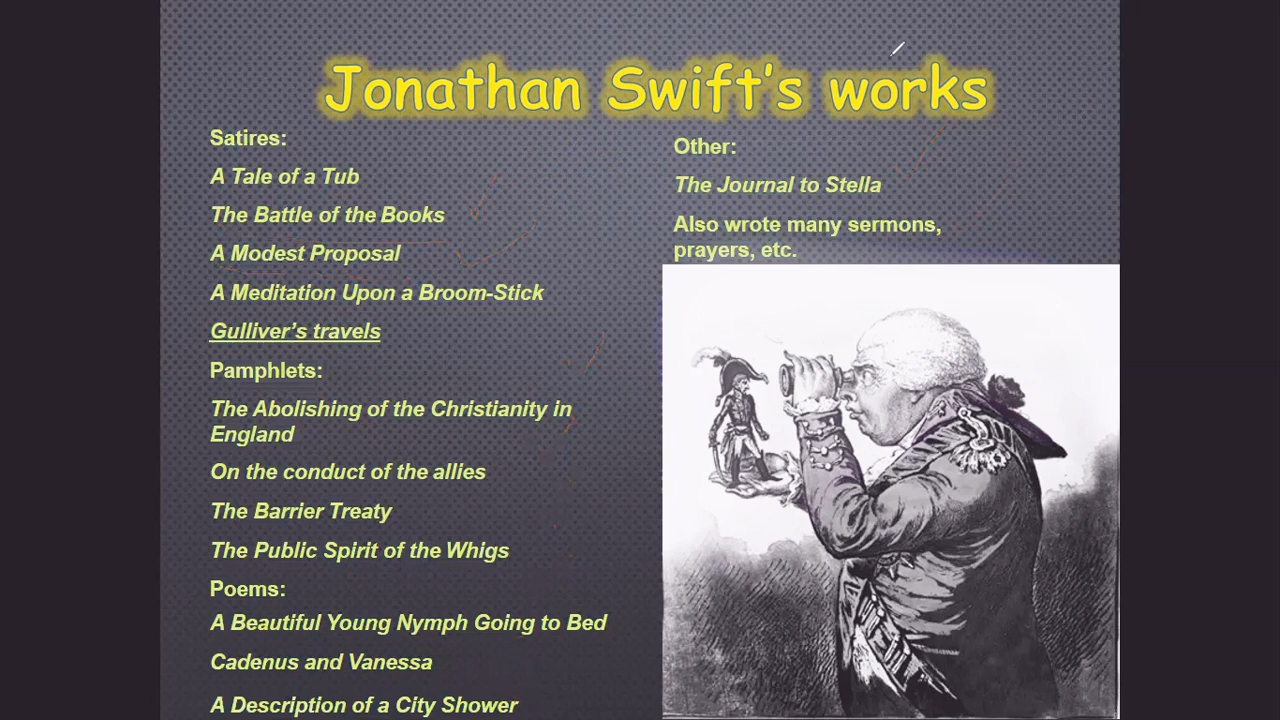 Jonathan Swift's works
Satires:
A Tale of a Tub
The Battle of the Books
A Modest Proposal
A Meditation Upon a Broom-Stick
Gulliver’s travels
Pamphlets:
The Abolishing of the Christianity in
England
On the conduct of the allies
The Barrier Treaty
The Public Spirit of the Whigs
Poems:
A Beautiful Young Nymph Going to Bed
Cadenus and Vanessa
A Description of a City Shower
Other:
The Journal to Stella
Also wrote many sermons,
prayers, etc.